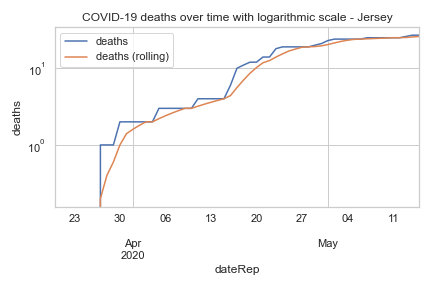 COVID-19 deaths over time with logarithmic scale - Jersey
deaths
deaths (rolling)
10¹
10⁰
deaths
23 30 06 13 20 27 04 11
Apr May
2020
dateRep